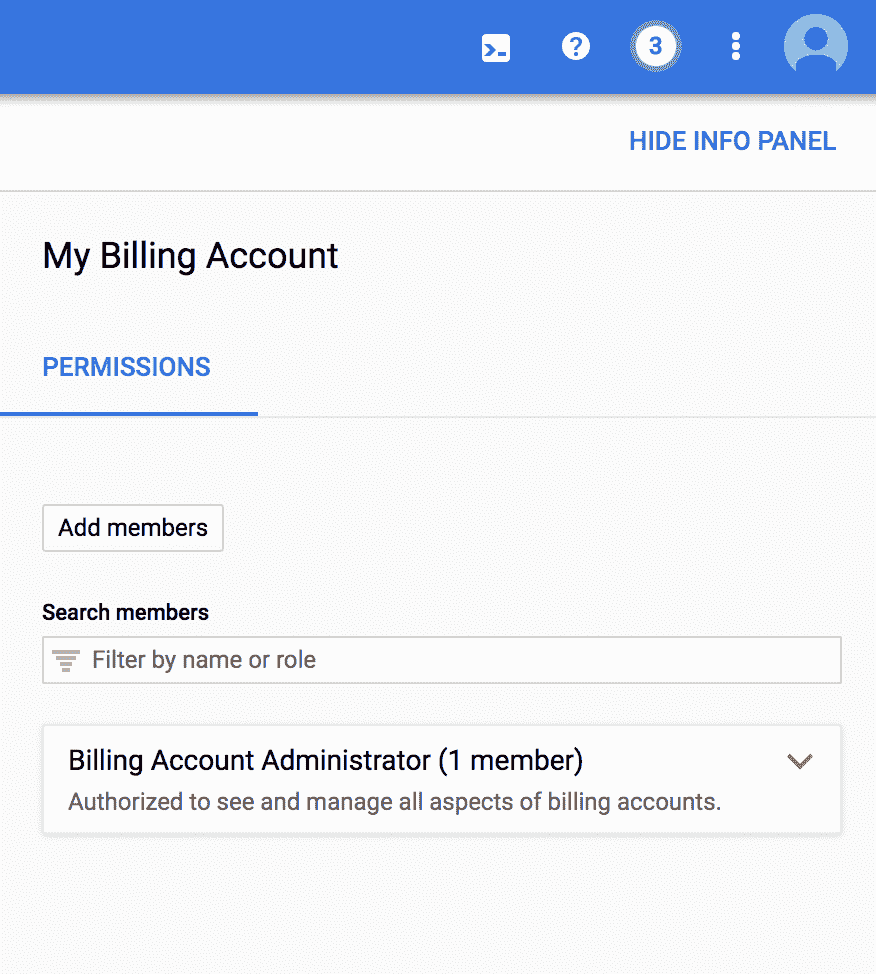 3
HIDE INFO PANEL
My Billing Account
PERMISSIONS
Add members
Search members
Filter by name or role
Billing Account Administrator (1 member)
Authorized to see and manage all aspects of billing accounts.